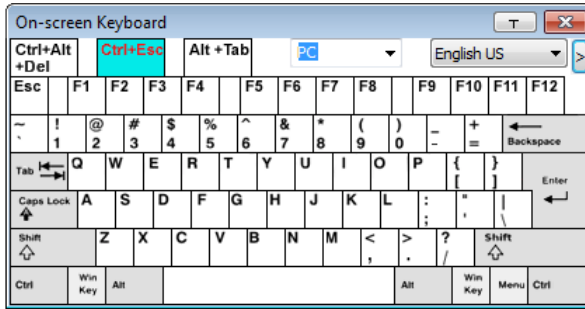 On-screen Keyboard
Ctrl+Alt +Del Ctrl+Esc Alt +Tab PC English US >
Esc F1 F2 F3 F4 F5 F6 F7 F8 F9 F10 F11 F12
~ ! @ # $ % ^ & * ( ) _ +
` 1 2 3 4 5 6 7 8 9 0 - = Backspace
Tab Q W E R T Y U I O P { }
[ ] Enter
Caps Lock A S D F G H J K L : " |
; ' \
Shift Z X C V B N M < > ? Shift
, . /
Ctrl Win Key Alt Alt Win Key Menu Ctrl